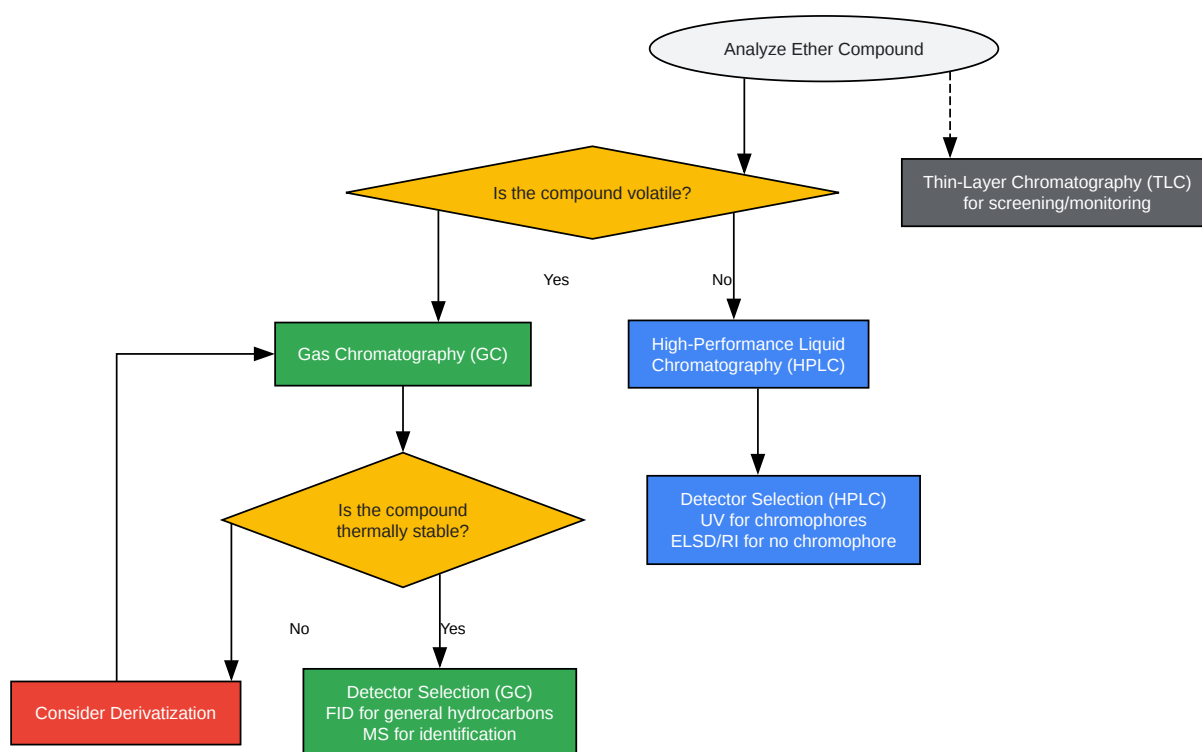 Analyze Ether Compound
Thin-Layer Chromatography (TLC)
for screening/monitoring
Is the compound volatile?
Yes
No
Gas Chromatography (GC)
High-Performance Liquid
Chromatography (HPLC)
Is the compound
thermally stable?
Detector Selection (HPLC)
UV for chromophores
ELSD/RI for no chromophore
No
Yes
Consider Derivatization
Detector Selection (GC)
FID for general hydrocarbons
MS for identification